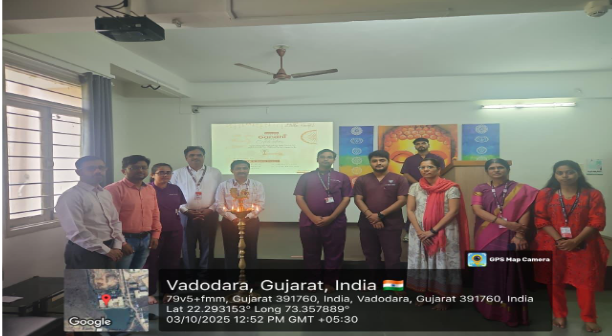 GPS Map Camera
Google
Vadodara, Gujarat, India 🇮🇳
79v5+fmm, Gujarat 391760, India, Vadodara, Gujarat 391760, India
Lat 22.293153° Long 73.357889°
03/10/2025 12:52 PM GMT +05:30